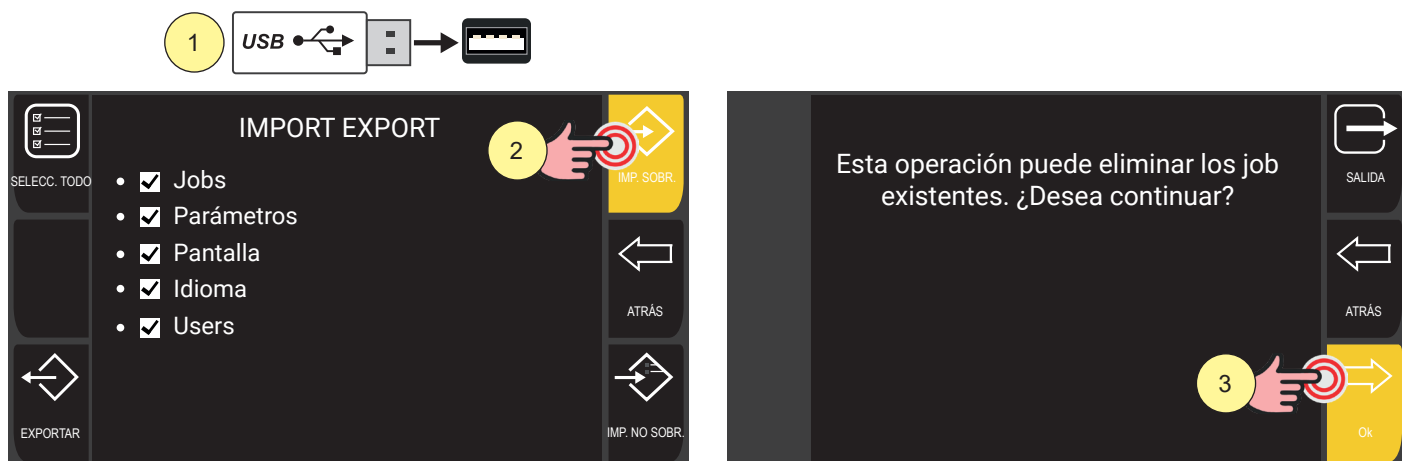 1
USB
IMPORT EXPORT
2
SELECC. TODO
IMP. SOBR.
Jobs
Parámetros
Pantalla
Idioma
Users
ATRÁS
EXPORTAR
IMP. NO SOBR.
Esta operación puede eliminar los job
existentes. ¿Desea continuar?
SALIDA
ATRÁS
3
Ok